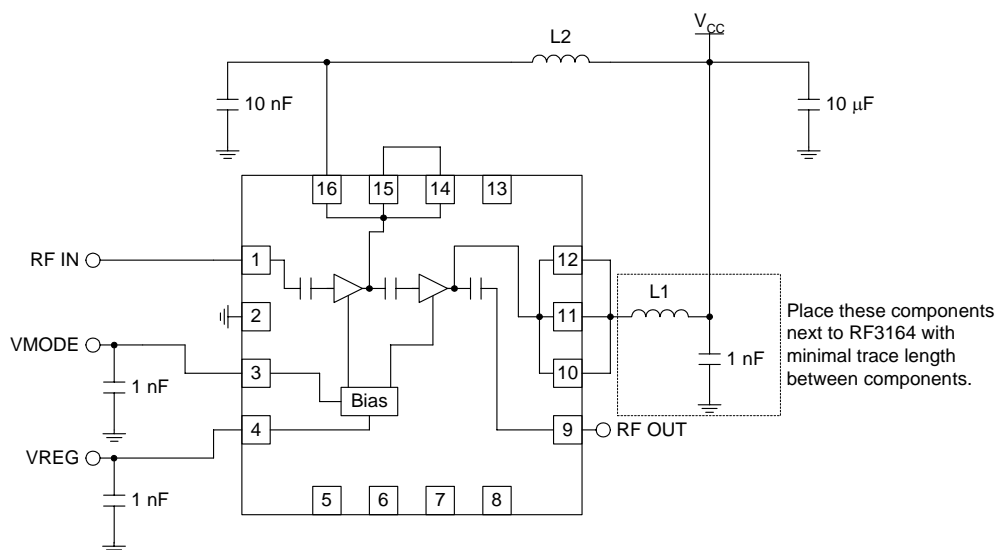 V_CC
L2
10 nF
10 μF
16
15
14
13
RF IN
1
12
L1
2
11
Place these components
next to RF3164 with
minimal trace length
between components.
VMODE
1 nF
3
10
1 nF
Bias
4
9
RF OUT
VREG
1 nF
5
6
7
8